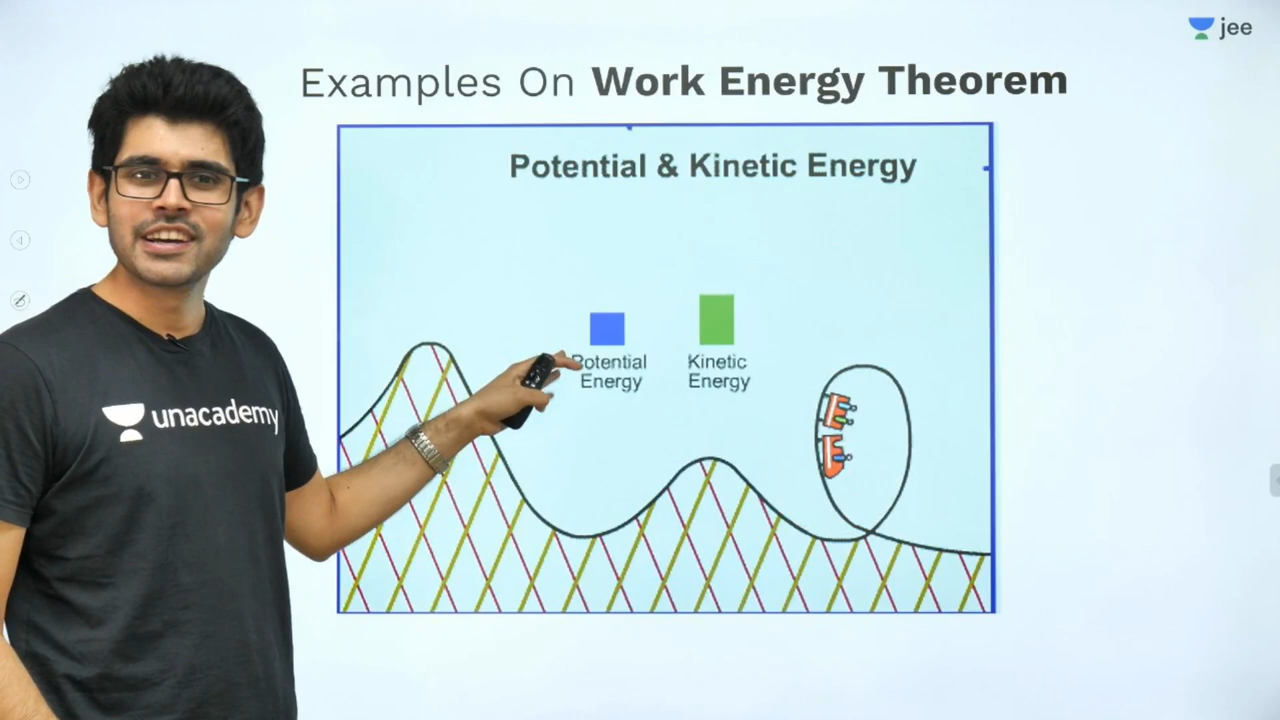 jee
Examples On Work Energy Theorem
Potential & Kinetic Energy
Potential
Energy
Kinetic
Energy
unacademy